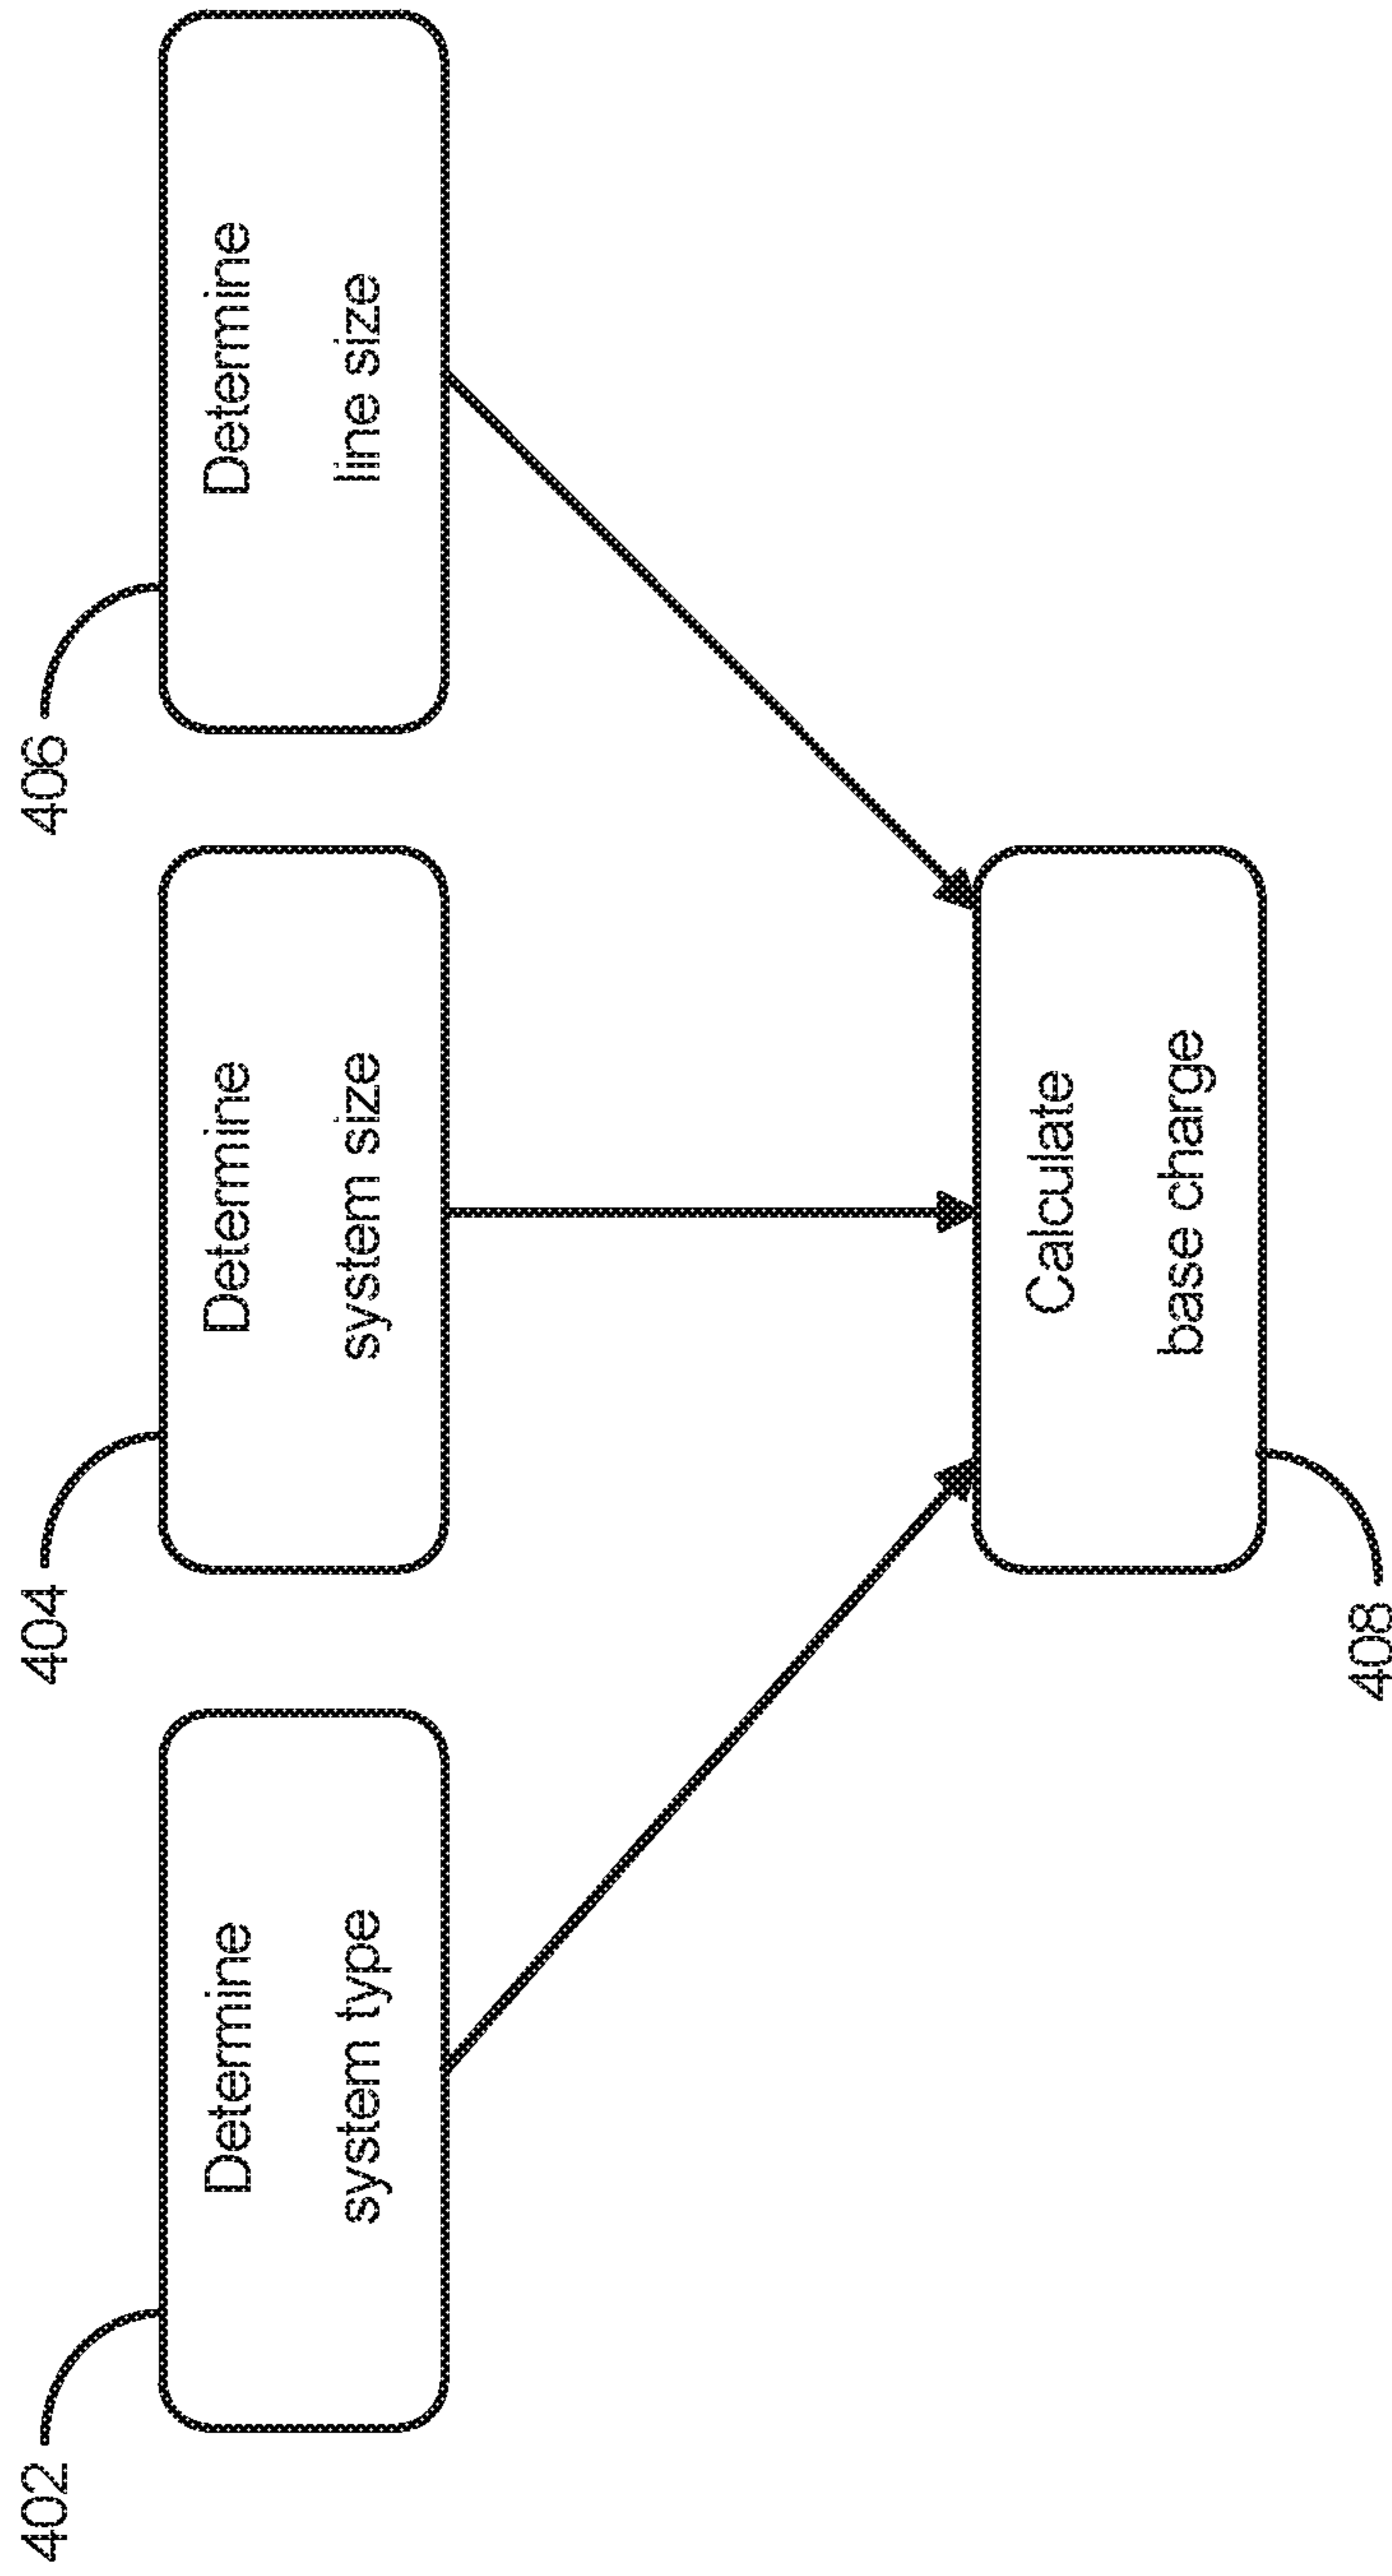 402
Determine
system type
404
Determine
system size
406
Determine
line size
Calculate
base charge
408